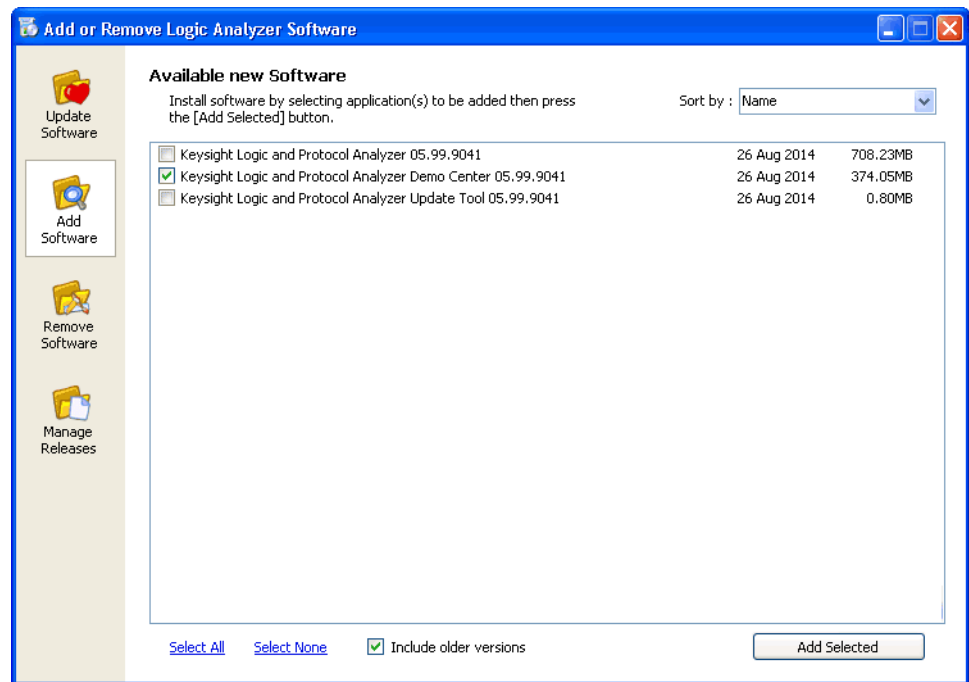 Add or Remove Logic Analyzer Software
Update
Software
Add
Software
Remove
Software
Manage
Releases
Available new Software
Install software by selecting application(s) to be added then press
the [Add Selected] button.
Sort by : Name
Keysight Logic and Protocol Analyzer 05.99.9041 26 Aug 2014 708.23MB
Keysight Logic and Protocol Analyzer Demo Center 05.99.9041 26 Aug 2014 374.05MB
Keysight Logic and Protocol Analyzer Update Tool 05.99.9041 26 Aug 2014 0.80MB
Select All Select None Include older versions Add Selected